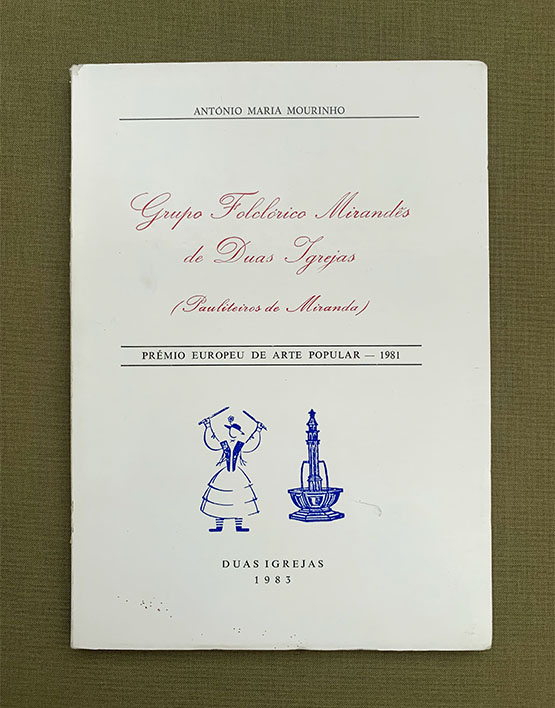 ANTÓNIO MARIA MOURINHO
Grupo Folclórico Mirandês
de Duas Igrejas
(Pauliteiros de Miranda)
PRÉMIO EUROPEU DE ARTE POPULAR — 1981
DUAS IGREJAS
1983